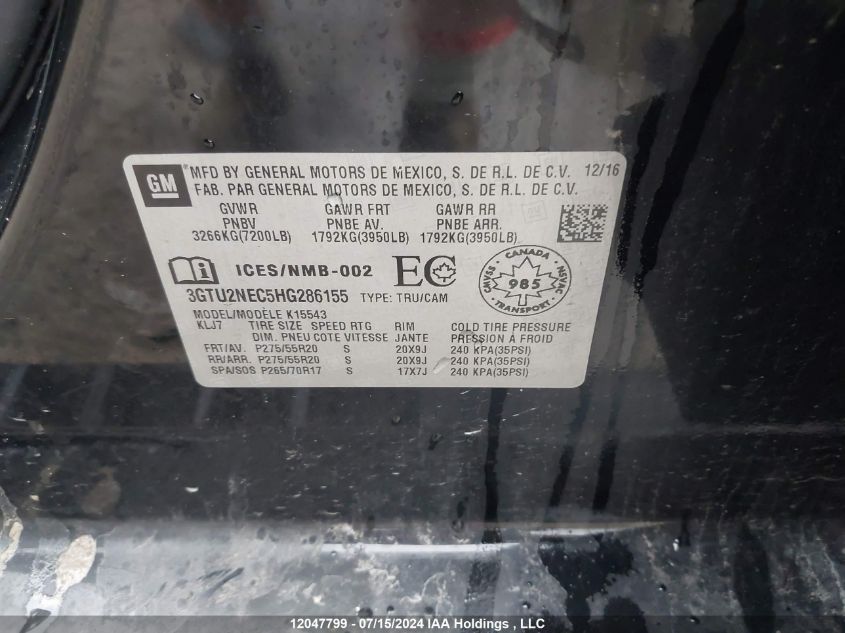 GM
MFD BY GENERAL MOTORS DE MEXICO, S. DE R.L. DE C.V. 12/16
FAB. PAR GENERAL MOTORS DE MEXICO, S. DE R.L. DE C.V.
GVWR GAWR FRT GAWR RR
PNBV PNBE AV. PNBE ARR.
3266KG(7200LB) 1792KG(3950LB) 1792KG(3950LB)
ICES/NMB-002 EC CANADA CMVSS 985 NSVAC TRANSPORT
3GTU2NEC5HG286155 TYPE: TRU/CAM
MODEL/MODÈLE K15543
KLJ7 TIRE SIZE SPEED RTG RIM COLD TIRE PRESSURE
DIM. PNEU COTE VITESSE JANTE PRESSION À FROID
FRT/AV. P275/55R20 S 20X9J 240 KPA(35PSI)
RR/ARR. P275/55R20 S 20X9J 240 KPA(35PSI)
SPA/SOS P265/70R17 S 17X7J 240 KPA(35PSI)
12047799 - 07/15/2024 IAA Holdings , LLC